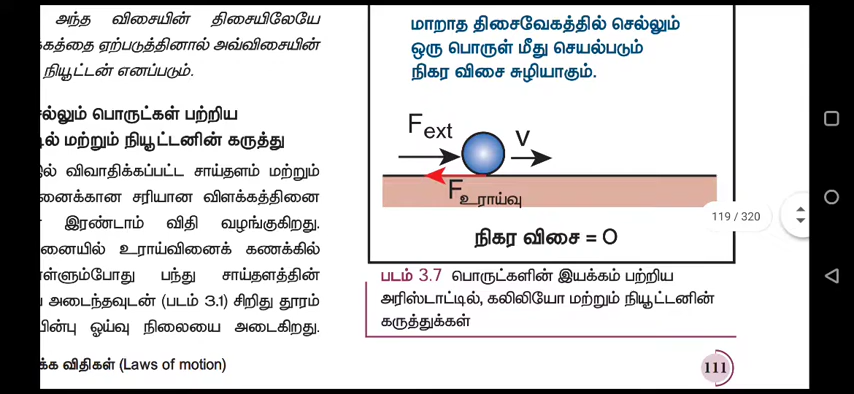 அந்த விசையின் திசையிலேயே
ஏற்படுத்தினால் அவ்விசையின்
நியூட்டன் எனப்படும்.
பொருட்கள் பற்றிய
மற்றும் நியூட்டனின் கருத்து
விவாதிக்கப்பட்ட சாய்தளம் மற்றும்
சரியான விளக்கத்தினை
இரண்டாம் விதி வழங்குகிறது.
உராய்வினைக் கணக்கில்
பந்து சாய்தளத்தின்
அடைந்தவுடன் (படம் 3.1) சிறிது தூரம்
ஓய்வு நிலையை அடைகிறது.
விதிகள் (Laws of motion)
மாறாத திசைவேகத்தில் செல்லும்
ஒரு பொருள் மீது செயல்படும்
நிகர விசை சுழியாகும்.
Fext
v
Fஉராய்வு
நிகர விசை = 0
படம் 3.7 பொருட்களின் இயக்கம் பற்றிய
அரிஸ்டாட்டில், கலிலியோ மற்றும் நியூட்டனின்
கருத்துக்கள்
119 / 320
111